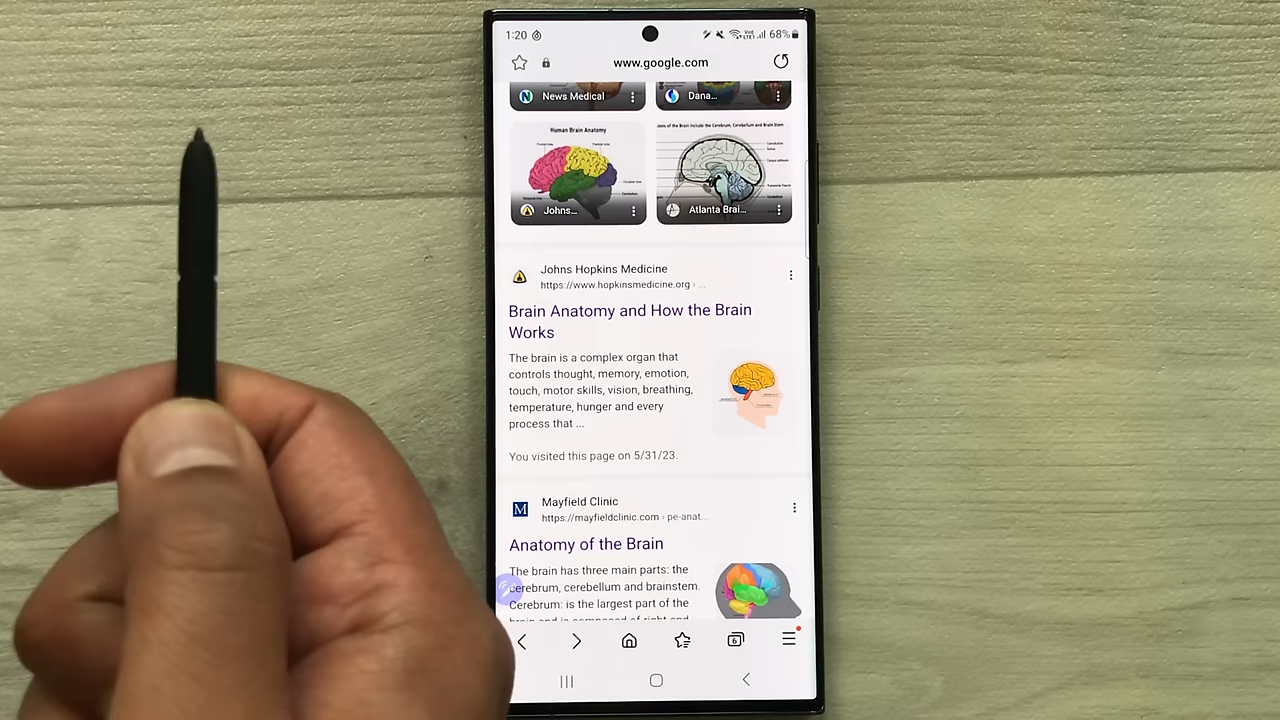 1:20
68%
www.google.com
News Medical
Dana...
Human Brain Anatomy
Johns...
Atlanta Brai...
Johns Hopkins Medicine
https://www.hopkinsmedicine.org › ...
Brain Anatomy and How the Brain
Works
The brain is a complex organ that
controls thought, memory, emotion,
touch, motor skills, vision, breathing,
temperature, hunger and every
process that ...
You visited this page on 5/31/23.
M
Mayfield Clinic
https://mayfieldclinic.com › pe-anat...
Anatomy of the Brain
The brain has three main parts: the
cerebrum, cerebellum and brainstem.
Cerebrum: is the largest part of the
6